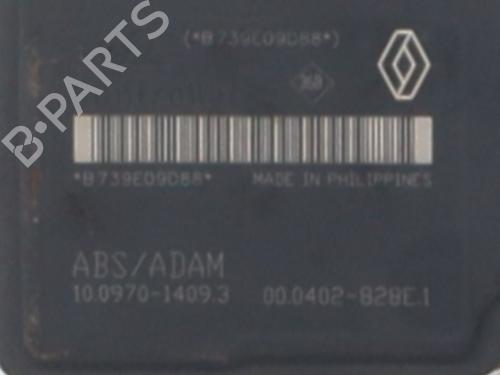 (*B739E09D88*)
B-PARTS
*B739E09D88* MADE IN PHILIPPINES
ABS/ADAM
10.0970-1409.3 00.0402-828E.1